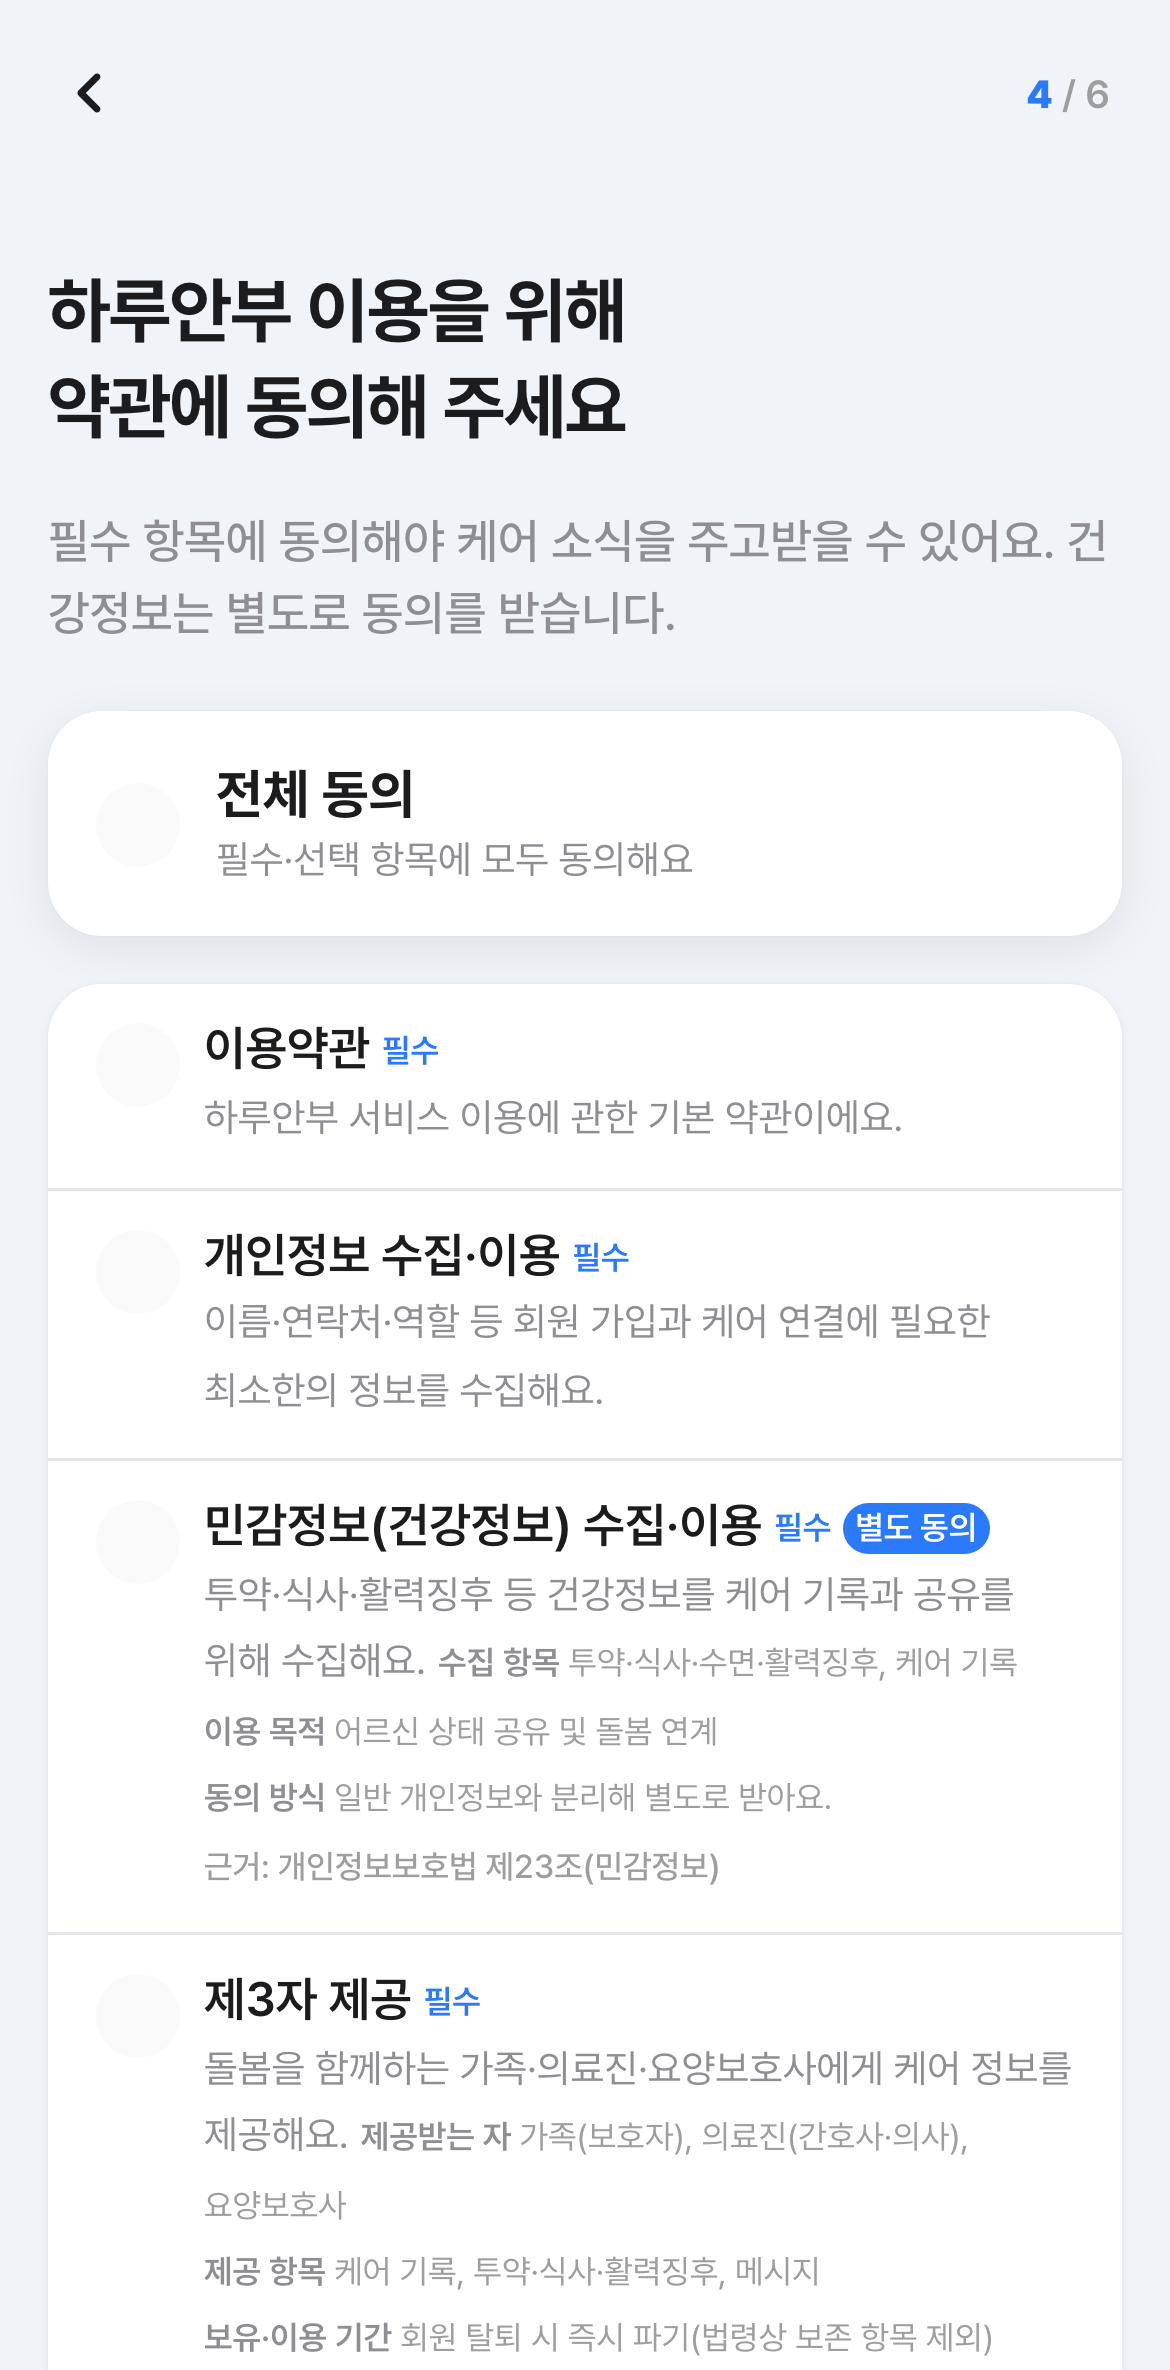 4 / 6
하루안부 이용을 위해
약관에 동의해 주세요
필수 항목에 동의해야 케어 소식을 주고받을 수 있어요. 건
강정보는 별도로 동의를 받습니다.
전체 동의
필수·선택 항목에 모두 동의해요
이용약관 필수
하루안부 서비스 이용에 관한 기본 약관이에요.
개인정보 수집·이용 필수
이름·연락처·역할 등 회원 가입과 케어 연결에 필요한
최소한의 정보를 수집해요.
민감정보(건강정보) 수집·이용 필수 별도 동의
투약·식사·활력징후 등 건강정보를 케어 기록과 공유를
위해 수집해요. 수집 항목 투약·식사·수면·활력징후, 케어 기록
이용 목적 어르신 상태 공유 및 돌봄 연계
동의 방식 일반 개인정보와 분리해 별도로 받아요.
근거: 개인정보보호법 제23조(민감정보)
제3자 제공 필수
돌봄을 함께하는 가족·의료진·요양보호사에게 케어 정보를
제공해요. 제공받는 자 가족(보호자), 의료진(간호사·의사),
요양보호사
제공 항목 케어 기록, 투약·식사·활력징후, 메시지
보유·이용 기간 회원 탈퇴 시 즉시 파기(법령상 보존 항목 제외)